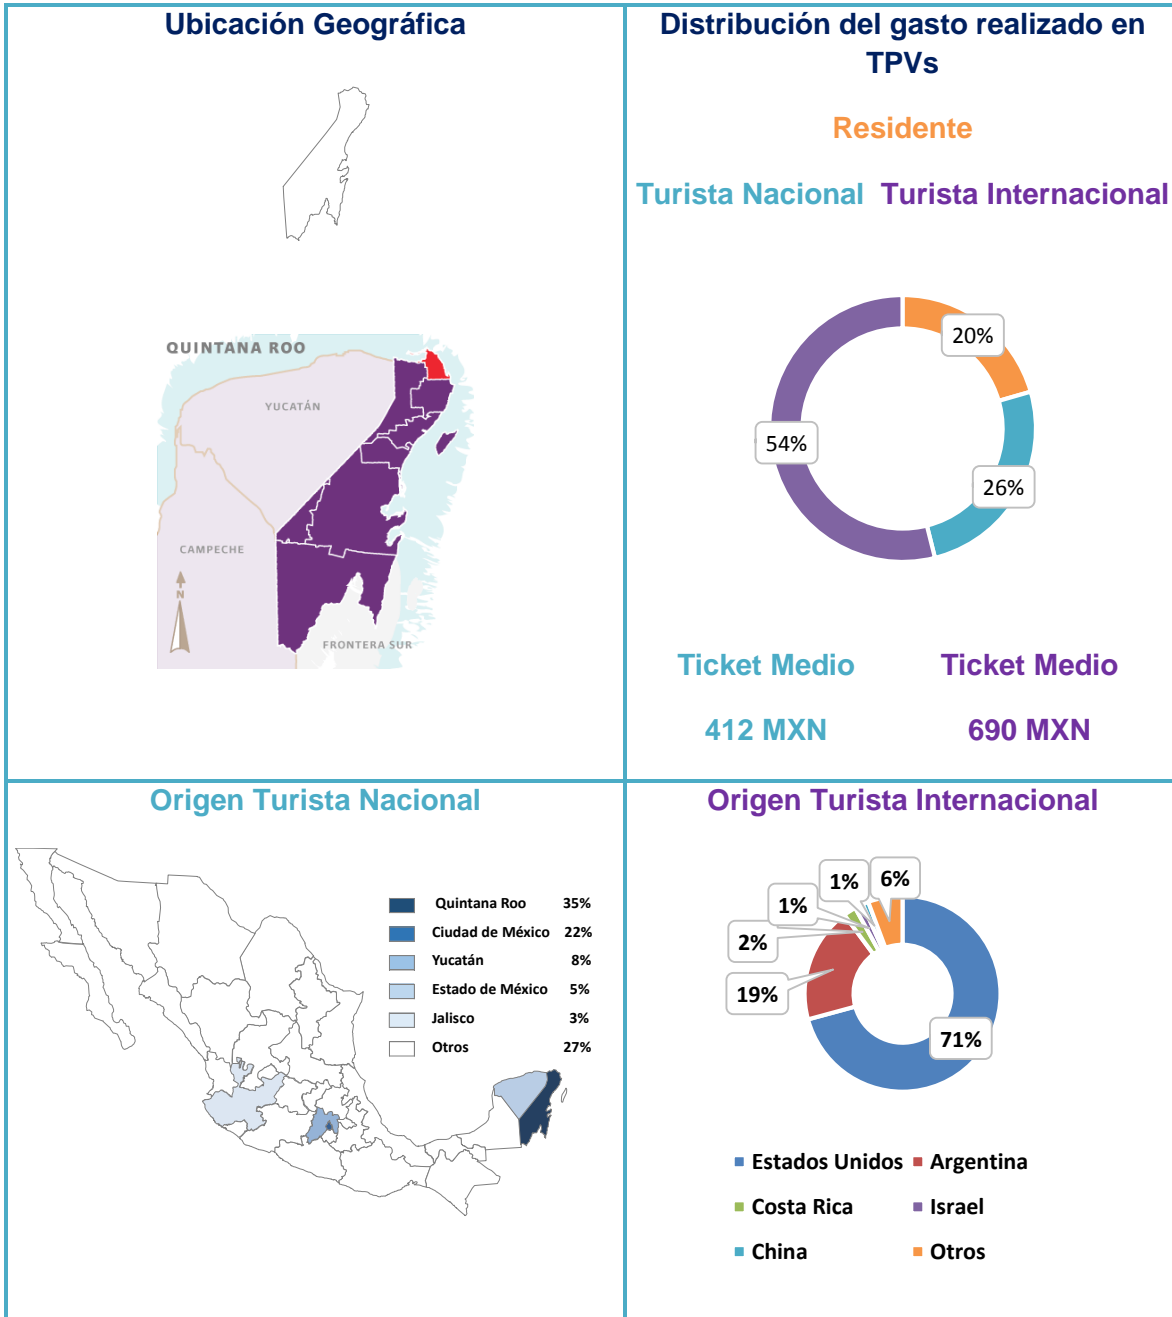 Ubicación Geográfica
QUINTANA ROO
YUCATÁN
CAMPECHE
N
FRONTERA SUR
Distribución del gasto realizado en
TPVs
Residente
Turista Nacional Turista Internacional
20%
54%
26%
Ticket Medio Ticket Medio
412 MXN 690 MXN
Origen Turista Nacional
Quintana Roo 35%
Ciudad de México 22%
Yucatán 8%
Estado de México 5%
Jalisco 3%
Otros 27%
Origen Turista Internacional
1% 6%
1%
2%
19%
71%
Estados Unidos Argentina
Costa Rica Israel
China Otros